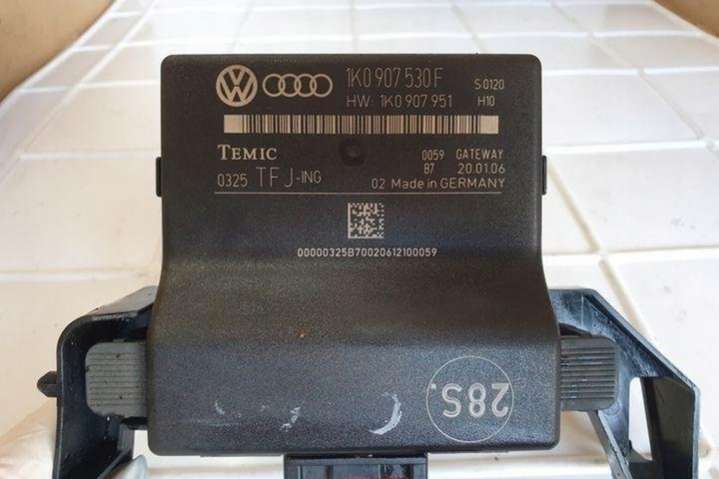 1K0 907 530 F S0120
HW: 1K0 907 951 H10
TEMIC 0059 GATEWAY
87 20.01.06
0325 TFJ-ING 02 Made in GERMANY
00000325B70020612100059
28S.